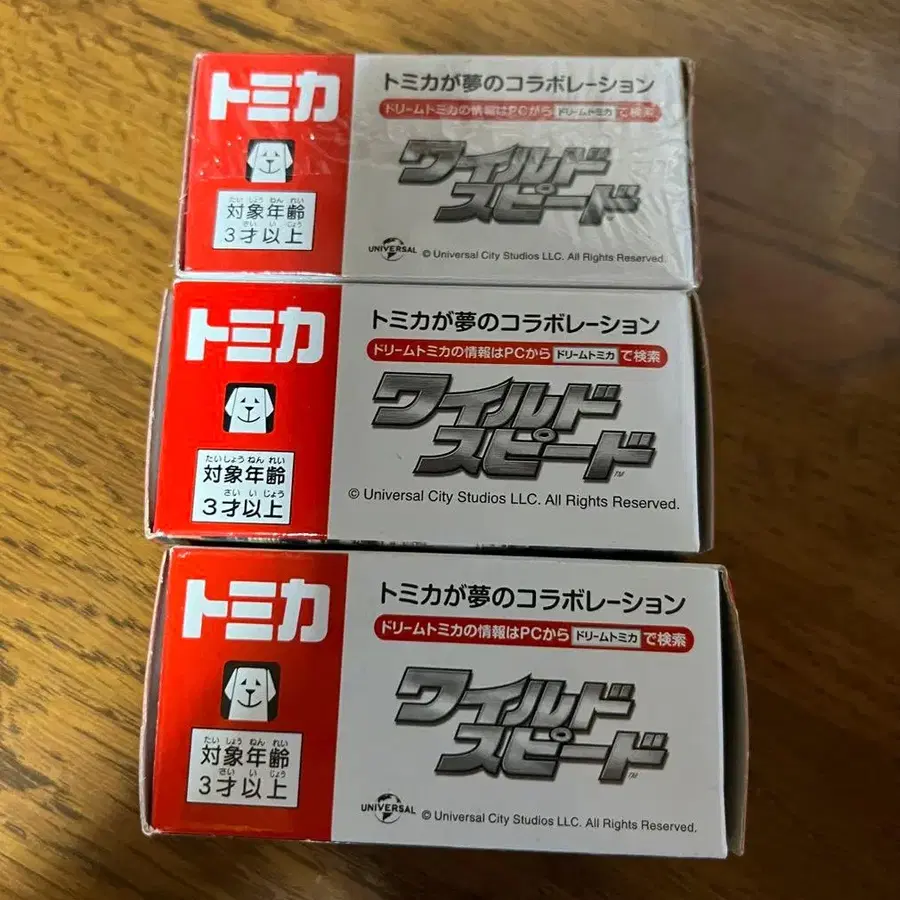 トミカ
トミカが夢のコラボレーション
ドリームトミカの情報はPCから ドリームトミカ で検索
ワイルド
スピード
たいしょうねんれい
対象年齢
さいいじょう
3才以上
UNIVERSAL
© Universal City Studios LLC. All Rights Reserved.
トミカ
トミカが夢のコラボレーション
ドリームトミカの情報はPCから ドリームトミカ で検索
ワイルド
スピード
TM
たいしょうねんれい
対象年齢
さいいじょう
3才以上
© Universal City Studios LLC. All Rights Reserved.
トミカ
トミカが夢のコラボレーション
ドリームトミカの情報はPCから ドリームトミカ で検索
ワイルド
スピード
TM
たいしょうねんれい
対象年齢
さいいじょう
3才以上
UNIVERSAL
© Universal City Studios LLC. All Rights Reserved.